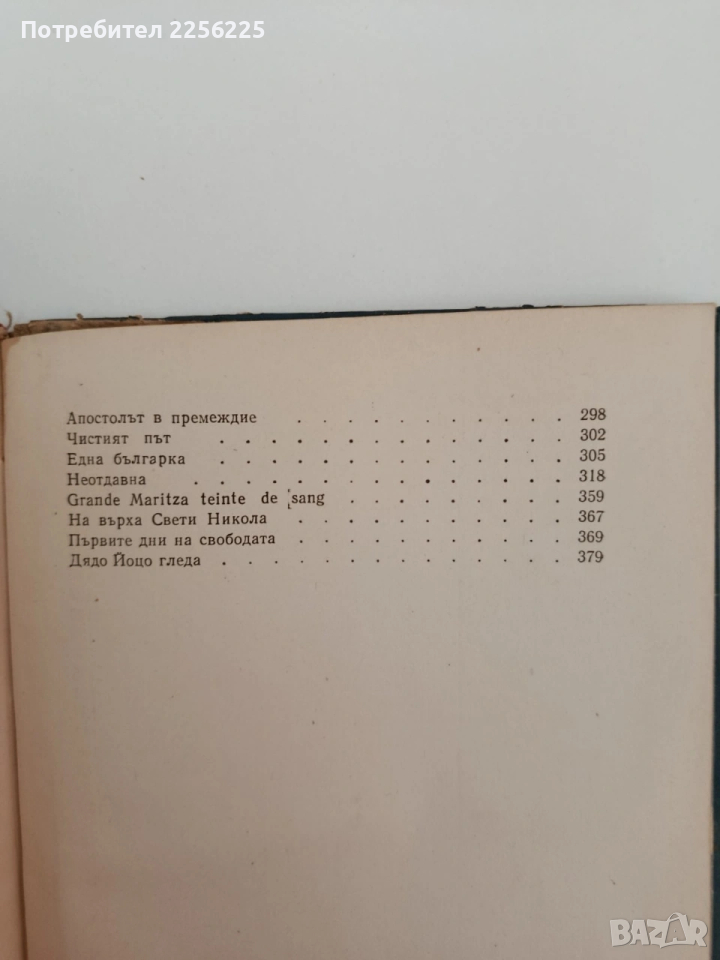 Потребител 2256225
Апостолът в премеждие . . . . . . . . . . . 298
Чистият път . . . . . . . . . . . . . . 302
Една българка . . . . . . . . . . . . . . 305
Неотдавна . . . . . . . . . . . . . . . 318
Grande Maritza teinte de sang . . . . . . . . . 359
На върха Свети Никола . . . . . . . . . . 367
Първите дни на свободата . . . . . . . . . . 369
Дядо Йоцо гледа . . . . . . . . . . . . . . 379
BAZAR